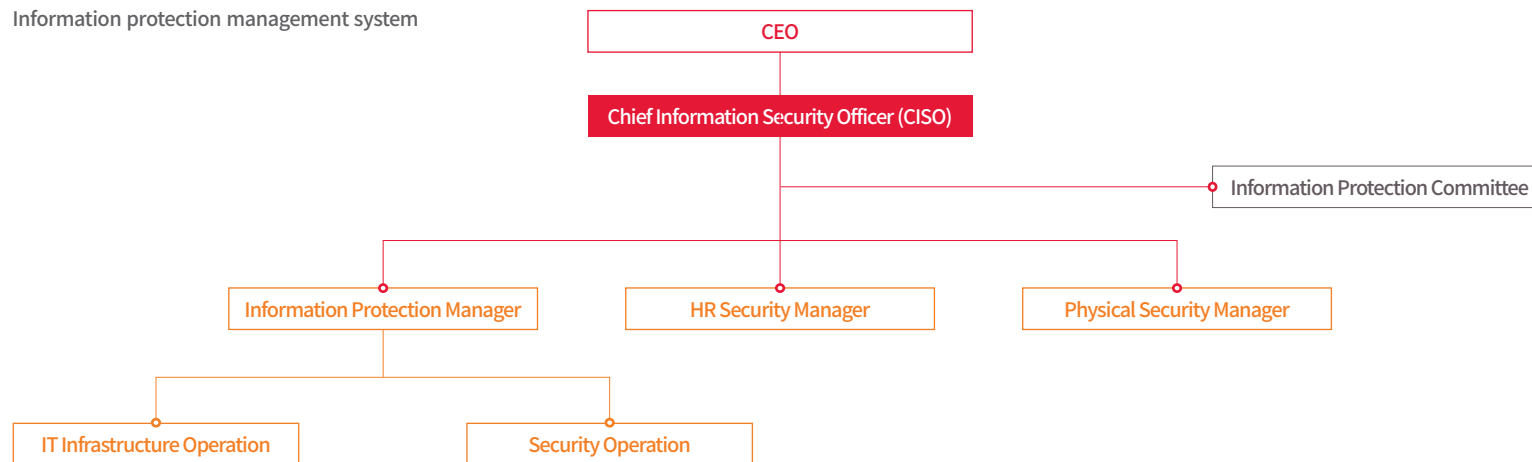 Information protection management system
CEO
Chief Information Security Officer (CISO)
Information Protection Committee
Information Protection Manager
HR Security Manager
Physical Security Manager
IT Infrastructure Operation
Security Operation